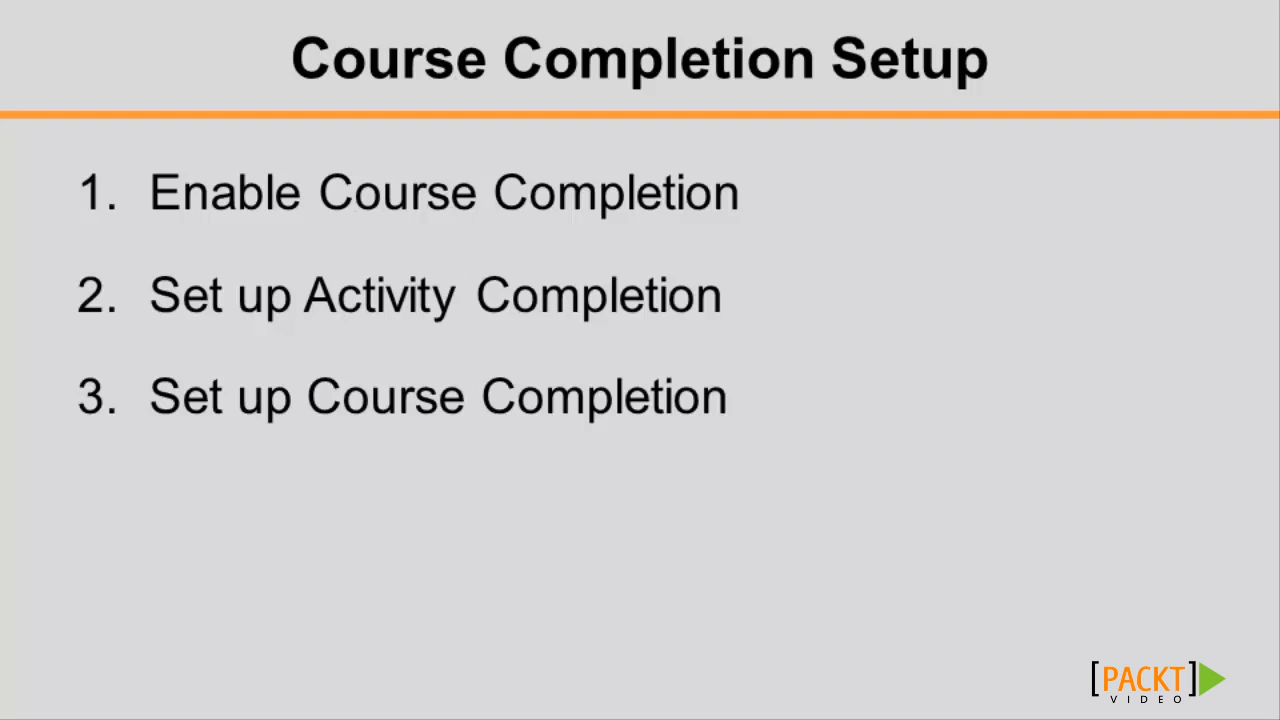 Course Completion Setup
1. Enable Course Completion
2. Set up Activity Completion
3. Set up Course Completion
[PACKT]
VIDEO